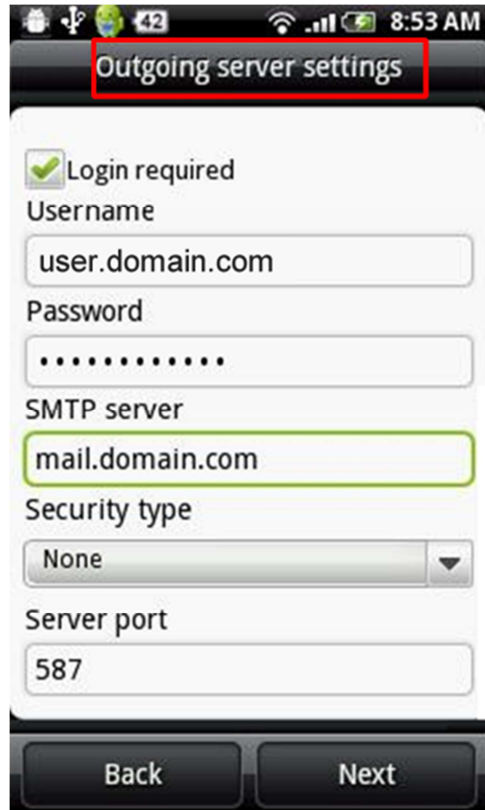 42 8:53 AM
Outgoing server settings
Login required
Username
user.domain.com
Password
••••••••••••
SMTP server
mail.domain.com
Security type
None
Server port
587
Back Next